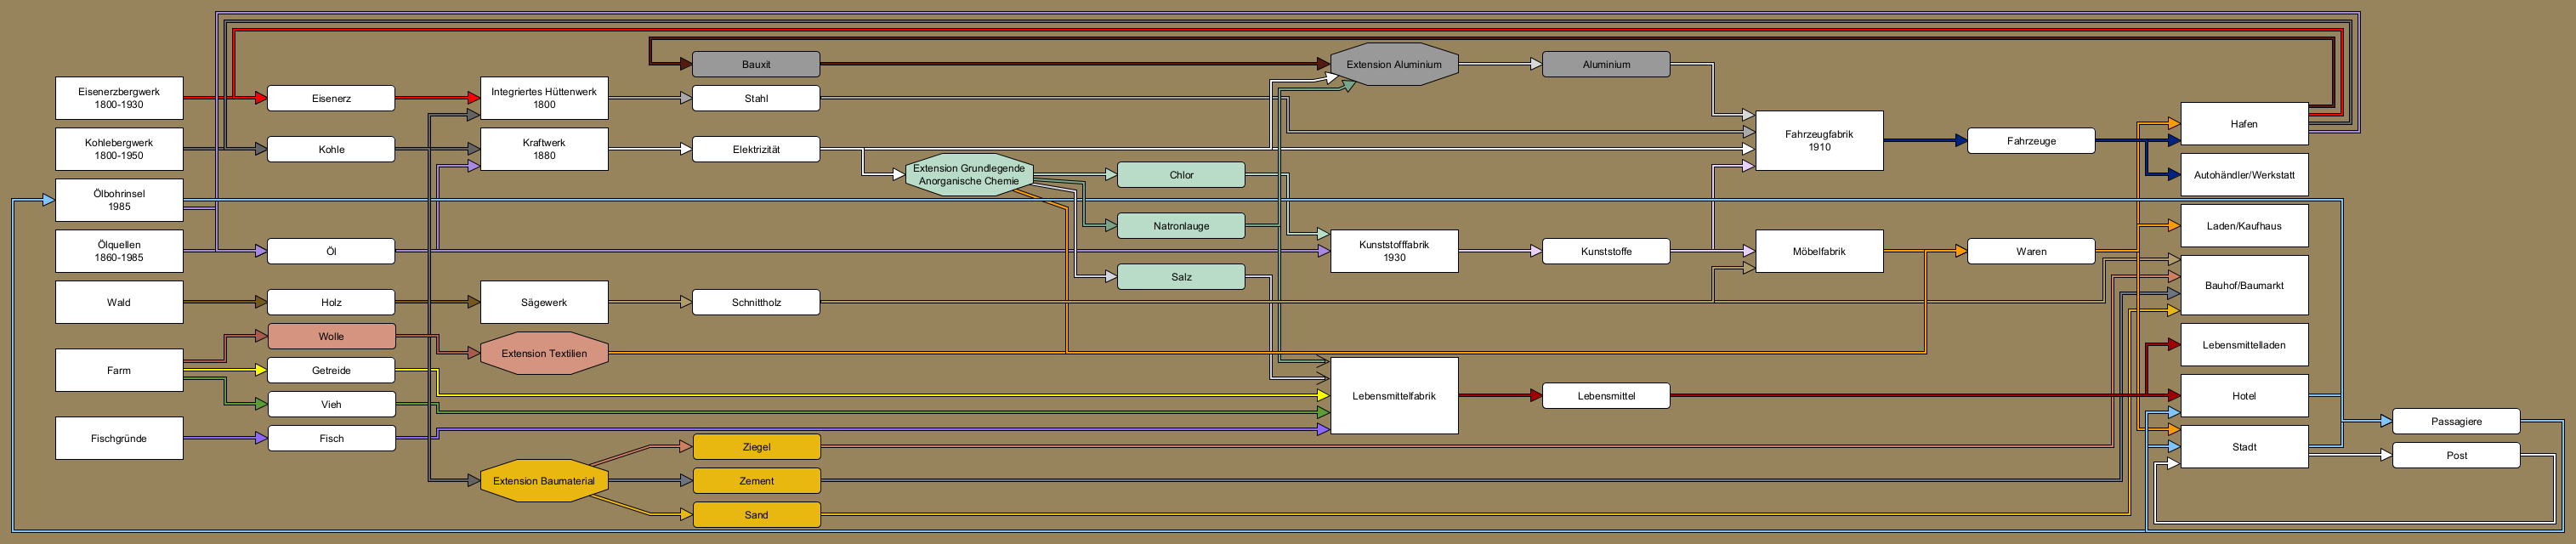 Eisenerzbergwerk
1800-1930
Kohlebergwerk
1800-1950
Ölbohrinsel
1985
Ölquellen
1860-1985
Wald
Farm
Fischgründe
Eisenerz
Kohle
Öl
Holz
Wolle
Getreide
Vieh
Fisch
Integriertes Hüttenwerk
1800
Kraftwerk
1880
Sägewerk
Extension Textilien
Extension Baumaterial
Bauxit
Stahl
Elektrizität
Schnittholz
Ziegel
Zement
Sand
Extension Grundlegende
Anorganische Chemie
Chlor
Natronlauge
Salz
Extension Aluminium
Kunststofffabrik
1930
Lebensmittelfabrik
Aluminium
Kunststoffe
Lebensmittel
Fahrzeugfabrik
1910
Möbelfabrik
Fahrzeuge
Waren
Hafen
Autohändler/Werkstatt
Laden/Kaufhaus
Bauhof/Baumarkt
Lebensmittelladen
Hotel
Stadt
Passagiere
Post